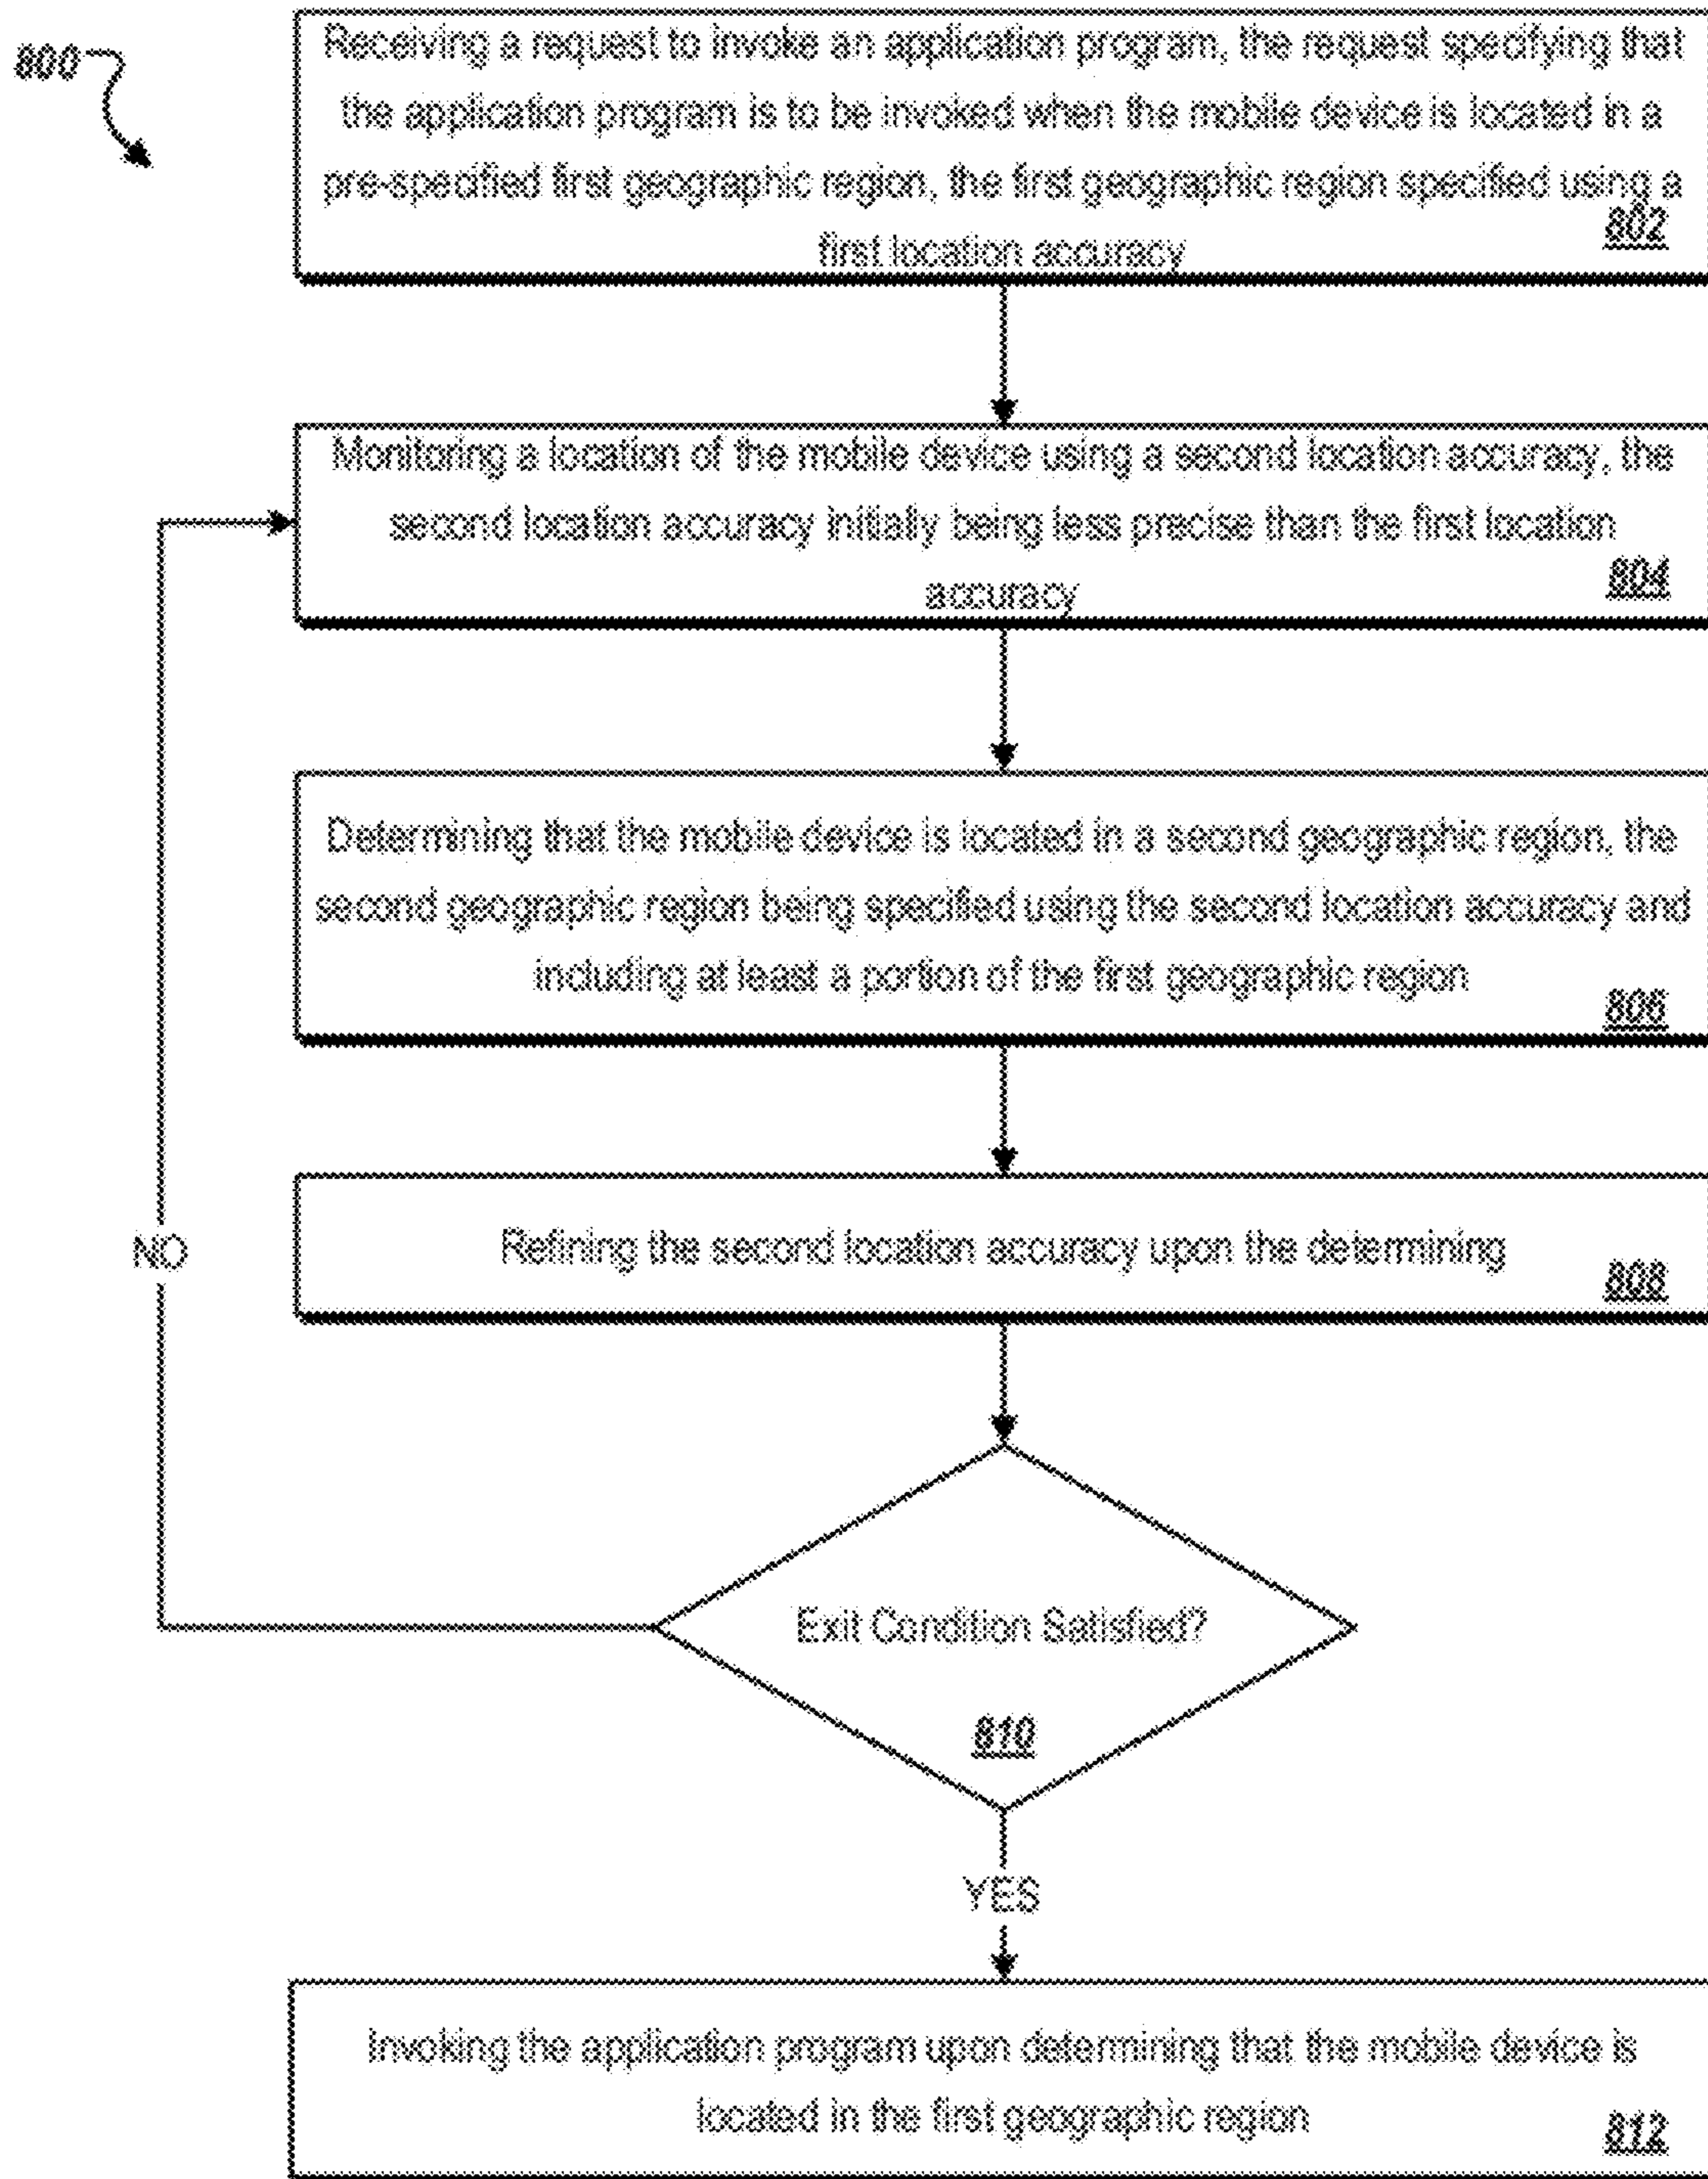 800
Receiving a request to invoke an application program, the request specifying that
the application program is to be invoked when the mobile device is located in a
pre-specified first geographic region, the first geographic region specified using a
first location accuracy
802
Monitoring a location of the mobile device using a second location accuracy, the
second location accuracy initially being less precise than the first location
accuracy
804
Determining that the mobile device is located in a second geographic region, the
second geographic region being specified using the second location accuracy and
including at least a portion of the first geographic region
806
Refining the second location accuracy upon the determining
808
NO
Exit Condition Satisfied?
810
YES
Invoking the application program upon determining that the mobile device is
located in the first geographic region
812